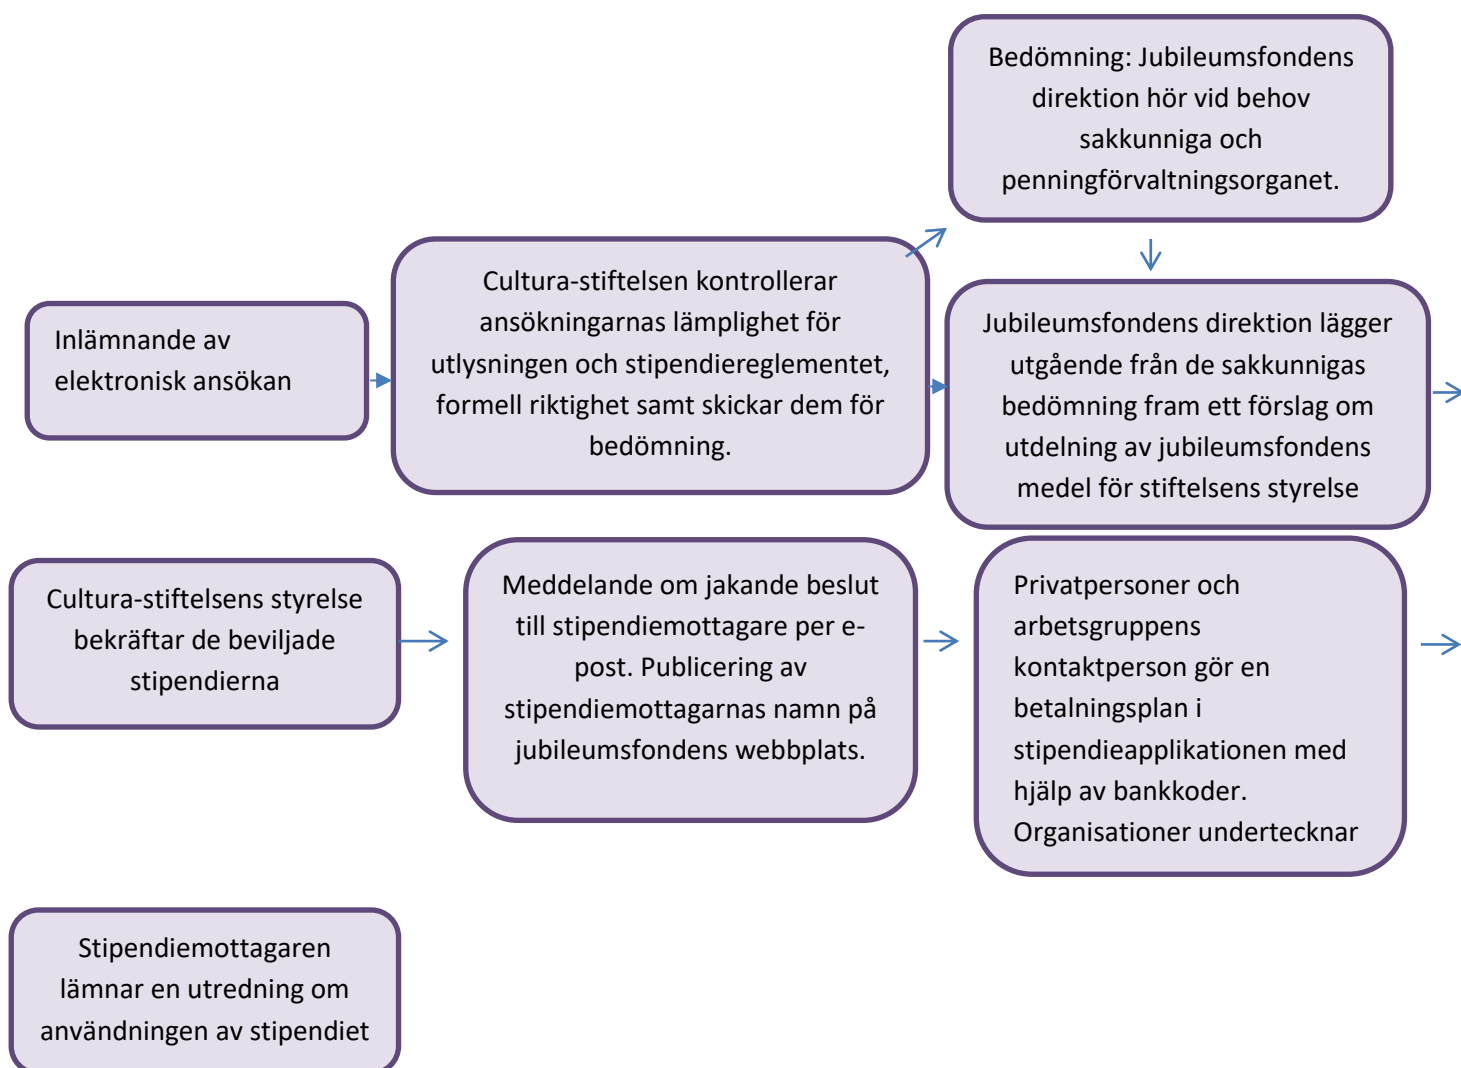 Bedömning: Jubileumsfondens
direktion hör vid behov
sakkunniga och
penningförvaltningsorganet.
Inlämnande av
elektronisk ansökan
Cultura-stiftelsen kontrollerar
ansökningarnas lämplighet för
utlysningen och stipendiereglementet,
formell riktighet samt skickar dem för
bedömning.
Jubileumsfondens direktion lägger
utgående från de sakkunnigas
bedömning fram ett förslag om
utdelning av jubileumsfondens
medel för stiftelsens styrelse
Cultura-stiftelsens styrelse
bekräftar de beviljade
stipendierna
Meddelande om jakande beslut
till stipendiemottagare per e-
post. Publicering av
stipendiemottagarnas namn på
jubileumsfondens webbplats.
Privatpersoner och
arbetsgruppens
kontaktperson gör en
betalningsplan i
stipendieapplikationen med
hjälp av bankkoder.
Organisationer undertecknar
Stipendiemottagaren
lämnar en utredning om
användningen av stipendiet